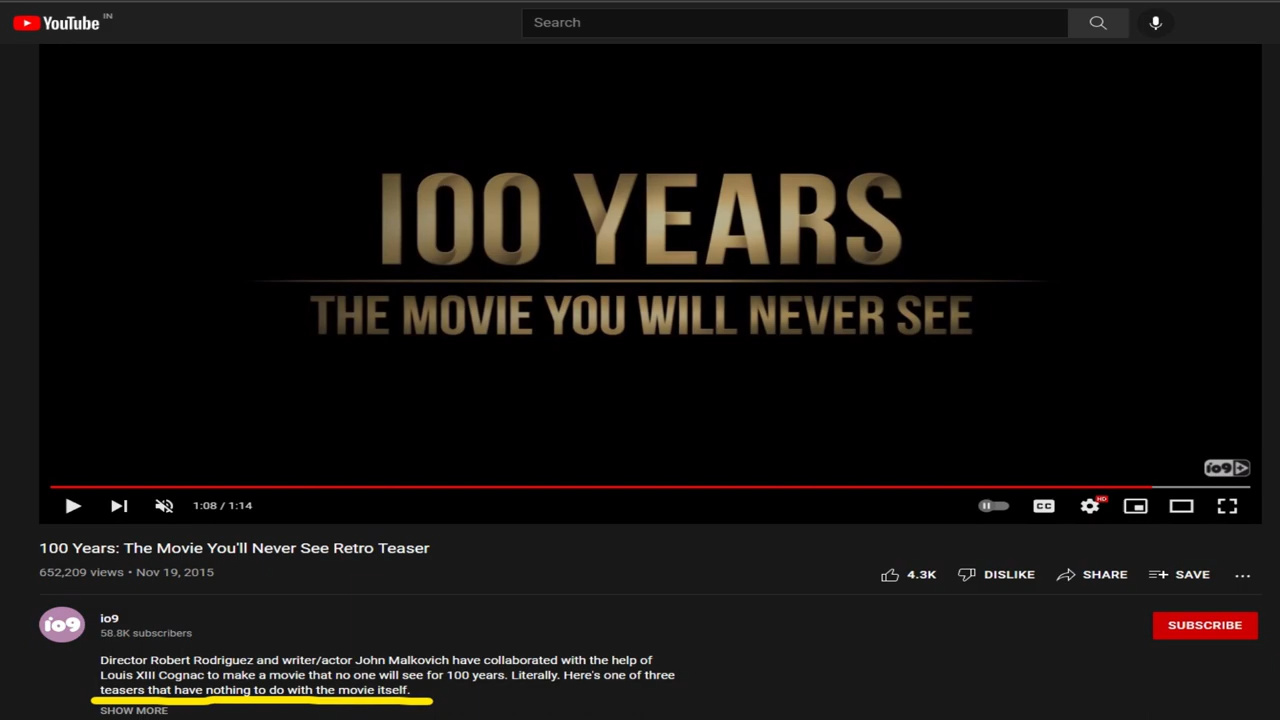 YouTube IN
Search
100 YEARS
THE MOVIE YOU WILL NEVER SEE
io9
1:08 / 1:14
CC
HD
100 Years: The Movie You'll Never See Retro Teaser
652,209 views • Nov 19, 2015
4.3K DISLIKE SHARE SAVE ...
io9
io9
58.8K subscribers
SUBSCRIBE
Director Robert Rodriguez and writer/actor John Malkovich have collaborated with the help of
Louis XIII Cognac to make a movie that no one will see for 100 years. Literally. Here's one of three
teasers that have nothing to do with the movie itself.
SHOW MORE